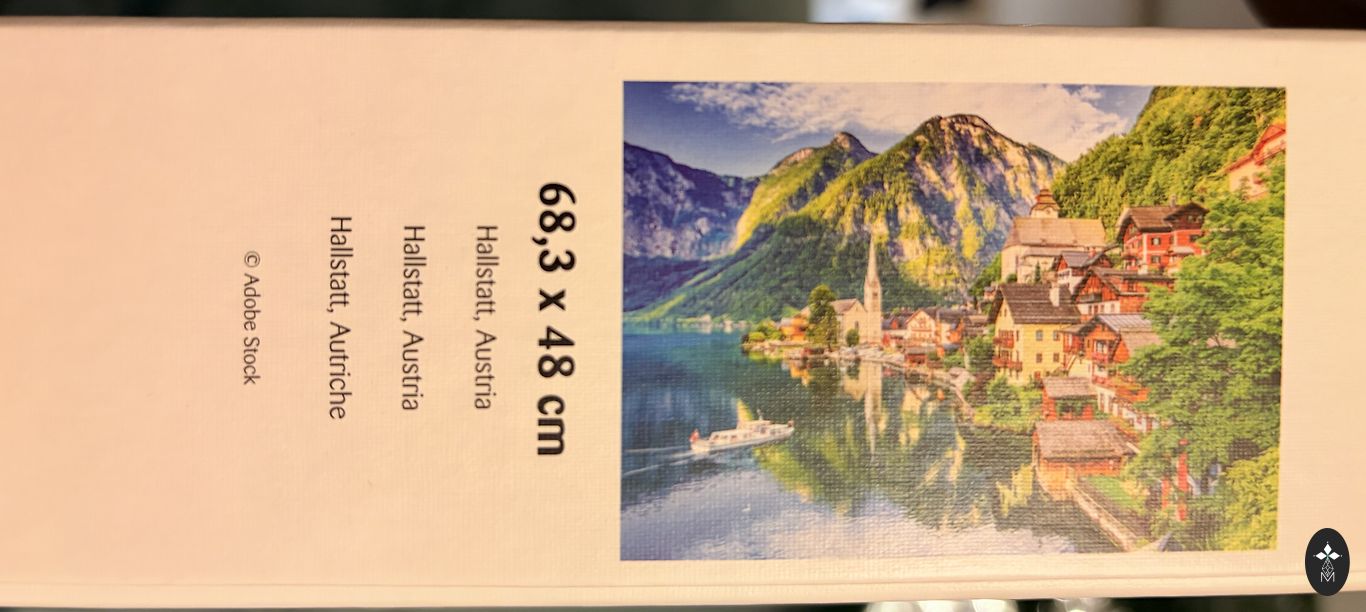 68,3 x 48 cm
Hallstatt, Austria
Hallstatt, Austria
Hallstatt, Autriche
© Adobe Stock